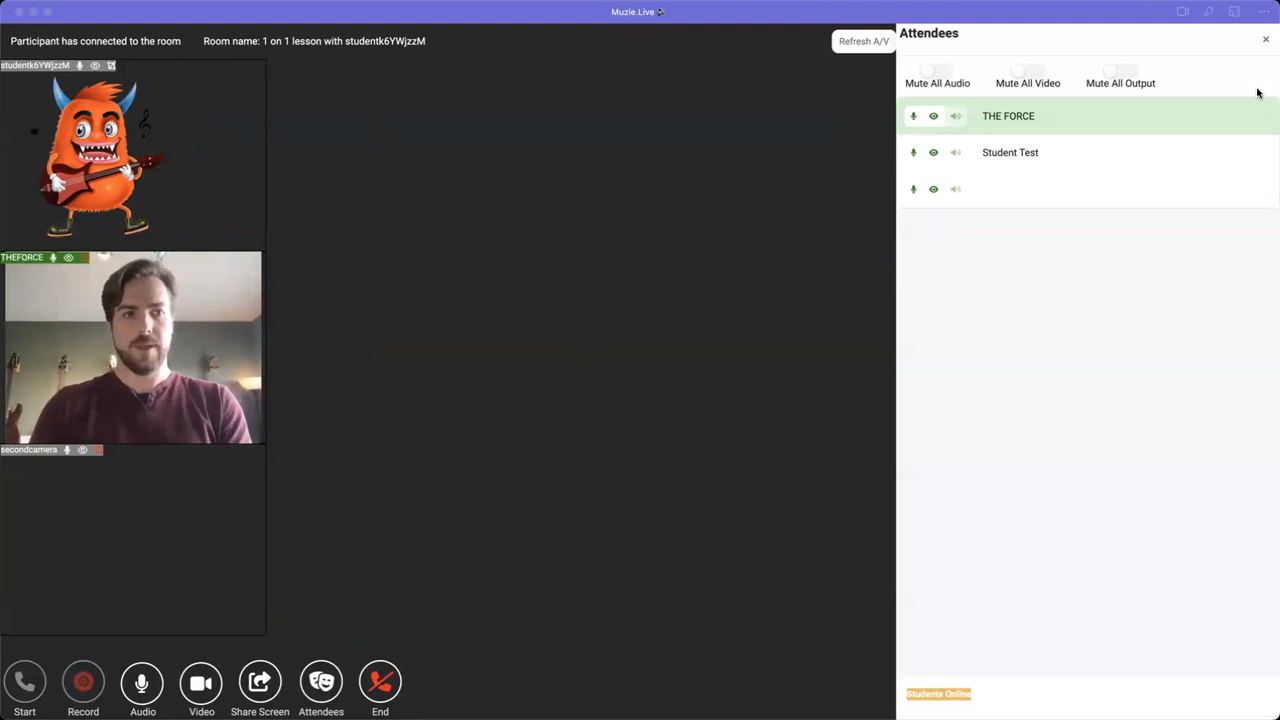 Muzie.Live
Participant has connected to the room
Name: 1 on 1 lesson with studentk6YWjzzM
Refresh A/V
Attendees
Mute All Audio
Mute All Video
Mute All Output
THE FORCE
Student Test
studentk6YWjzzM
THEFORCE
secondcamera
Start
Record
Audio
Video
Share Screen
Attendees
End
Students Online